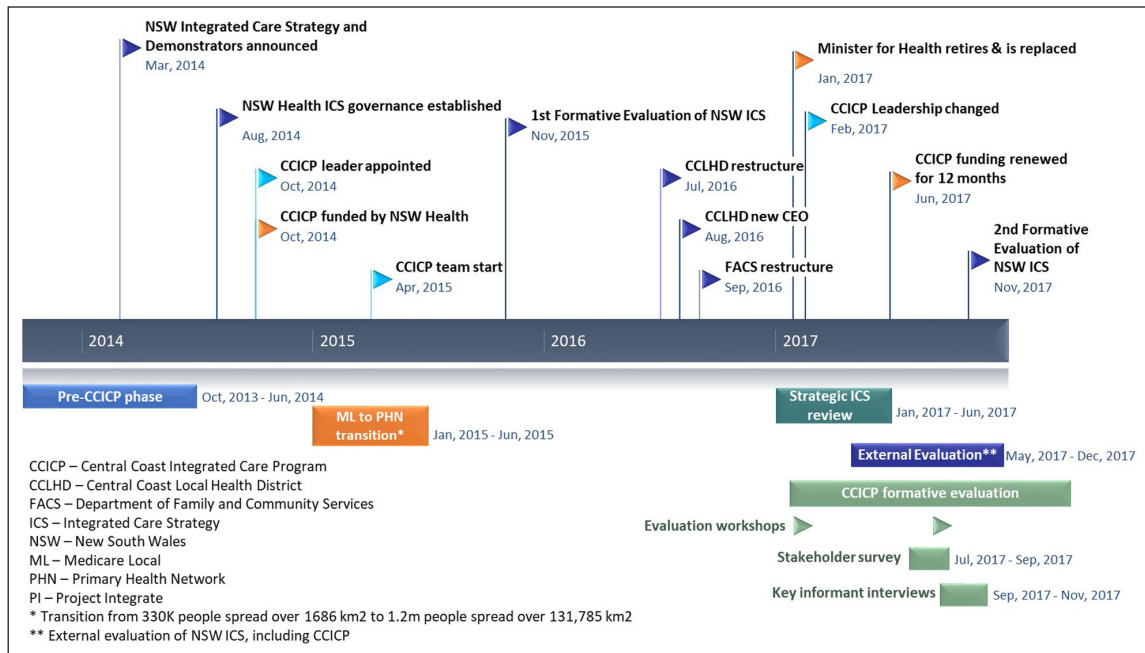 NSW Integrated Care Strategy and
Demonstrators announced
Mar, 2014
NSW Health ICS governance established
Aug, 2014
CCICP leader appointed
Oct, 2014
CCICP funded by NSW Health
Oct, 2014
CCICP team start
Apr, 2015
1st Formative Evaluation of NSW ICS
Nov, 2015
CCLHD restructure
Jul, 2016
CCLHD new CEO
Aug, 2016
FACS restructure
Sep, 2016
Minister for Health retires & is replaced
Jan, 2017
CCICP Leadership changed
Feb, 2017
CCICP funding renewed
for 12 months
Jun, 2017
2nd Formative
Evaluation of
NSW ICS
Nov, 2017
2014
2015
2016
2017
Pre-CCICP phase
Oct, 2013 - Jun, 2014
ML to PHN
transition*
Jan, 2015 - Jun, 2015
Strategic ICS
review
Jan, 2017 - Jun, 2017
External Evaluation**
May, 2017 - Dec, 2017
CCICP formative evaluation
Evaluation workshops
Stakeholder survey
Jul, 2017 - Sep, 2017
Key informant interviews
Sep, 2017 - Nov, 2017
CCICP – Central Coast Integrated Care Program
CCLHD – Central Coast Local Health District
FACS – Department of Family and Community Services
ICS – Integrated Care Strategy
NSW – New South Wales
ML – Medicare Local
PHN – Primary Health Network
PI – Project Integrate
* Transition from 330K people spread over 1686 km2 to 1.2m people spread over 131,785 km2
** External evaluation of NSW ICS, including CCICP